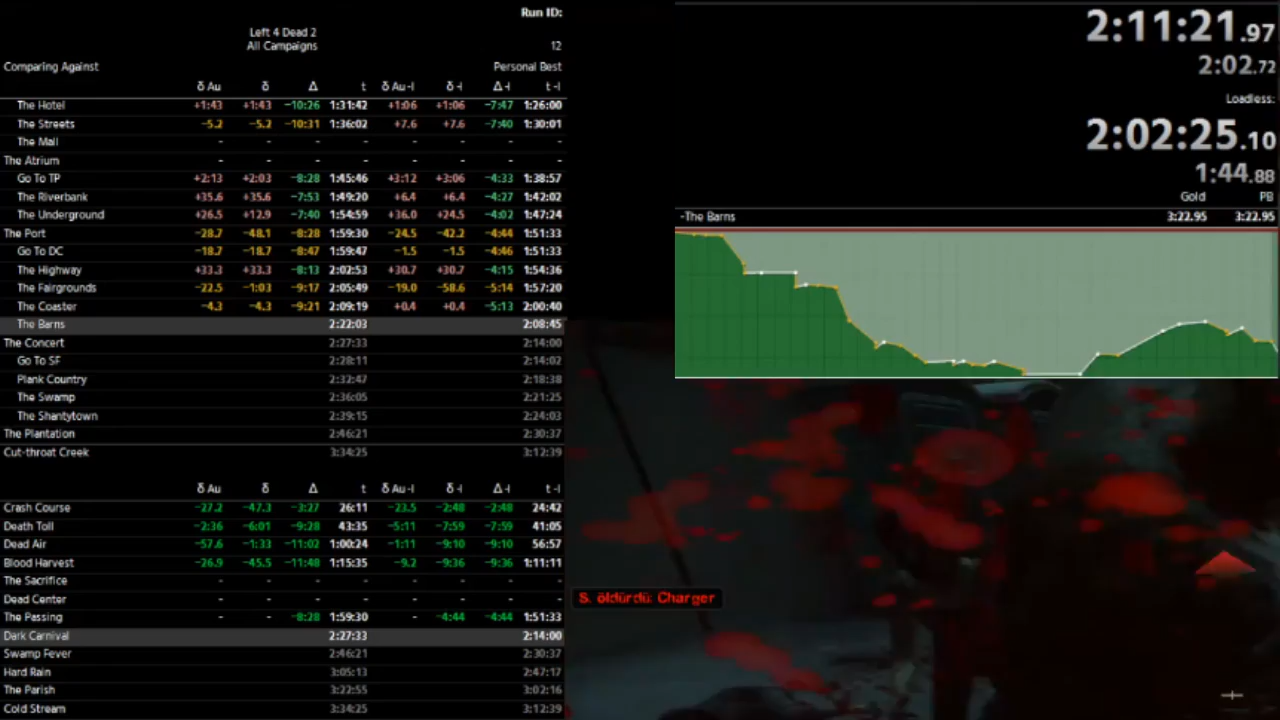 Run ID:
Left 4 Dead 2
All Campaigns 12
Comparing Against Personal Best
δ Au δ Δ t δ Au -l δ -l Δ -l t -l
The Hotel +1:43 +1:43 −10:26 1:31:42 +1:06 +1:06 −7:47 1:26:00
The Streets −5.2 −5.2 −10:31 1:36:02 +7.6 +7.6 −7:40 1:30:01
The Mall - - - - - - - -
The Atrium - - - - - - - -
Go To TP +2:13 +2:03 −8:28 1:45:46 +3:12 +3:06 −4:33 1:38:57
The Riverbank +35.6 +35.6 −7:53 1:49:20 +6.4 +6.4 −4:27 1:42:02
The Underground +26.5 +12.9 −7:40 1:54:59 +36.0 +24.5 −4:02 1:47:24
The Port −28.7 −48.1 −8:28 1:59:30 −24.5 −42.2 −4:44 1:51:33
Go To DC −18.7 −18.7 −8:47 1:59:47 −1.5 −1.5 −4:46 1:51:33
The Highway +33.3 +33.3 −8:13 2:02:53 +30.7 +30.7 −4:15 1:54:36
The Fairgrounds −22.5 −1:03 −9:17 2:05:49 −19.0 −58.6 −5:14 1:57:20
The Coaster −4.3 −4.3 −9:21 2:09:19 +0.4 +0.4 −5:13 2:00:40
The Barns 2:22:03 2:08:45
The Concert 2:27:33 2:14:00
Go To SF 2:28:11 2:14:02
Plank Country 2:32:47 2:18:38
The Swamp 2:36:05 2:21:25
The Shantytown 2:39:15 2:24:03
The Plantation 2:46:21 2:30:37
Cut-throat Creek 3:34:25 3:12:39
δ Au δ Δ t δ Au -l δ -l Δ -l t -l
Crash Course −27.2 −47.3 −3:27 26:11 −23.5 −2:48 −2:48 24:42
Death Toll −2:36 −6:01 −9:28 43:35 −5:11 −7:59 −7:59 41:05
Dead Air −57.6 −1:33 −11:02 1:00:24 −1:11 −9:10 −9:10 56:57
Blood Harvest −26.9 −45.5 −11:48 1:15:35 −9.2 −9:36 −9:36 1:11:11
The Sacrifice - - - - - - - -
Dead Center - - - - - - - -
The Passing - - −8:28 1:59:30 - −4:44 −4:44 1:51:33
Dark Carnival 2:27:33 2:14:00
Swamp Fever 2:46:21 2:30:37
Hard Rain 3:05:13 2:47:17
The Parish 3:22:55 3:02:16
Cold Stream 3:34:25 3:12:39
2:11:21.97
2:02.72
Loadless:
2:02:25.10
1:44.88
Gold PB
-The Barns 3:22.95 3:22.95
S. öldürdü: Charger